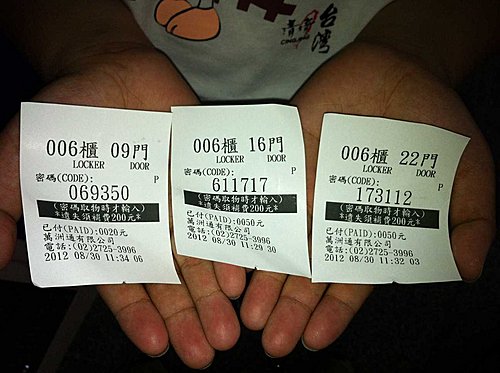 台灣
006櫃 09門
LOCKER DOOR
密碼(CODE): P
069350
(密碼取物時才輸入)
*遺失須補費200元*
已付(PAID):0020元
萬洲通有限公司
電話:(02)2725-3996
2012 08/30 11 34 06
006櫃 16門
LOCKER DOOR
密碼(CODE): P
611717
(密碼取物時才輸入)
*遺失須補費200元*
已付(PAID):0050元
萬洲通有限公司
電話:(02)2725-3996
2012 08/30 11 29 30
006櫃 22門
LOCKER DOOR
密碼(CODE): P
173112
(密碼取物時才輸入)
*遺失須補費200元*
已付(PAID):0050元
萬洲通有限公司
電話:(02)2725-3996
2012 08/30 11 32 03